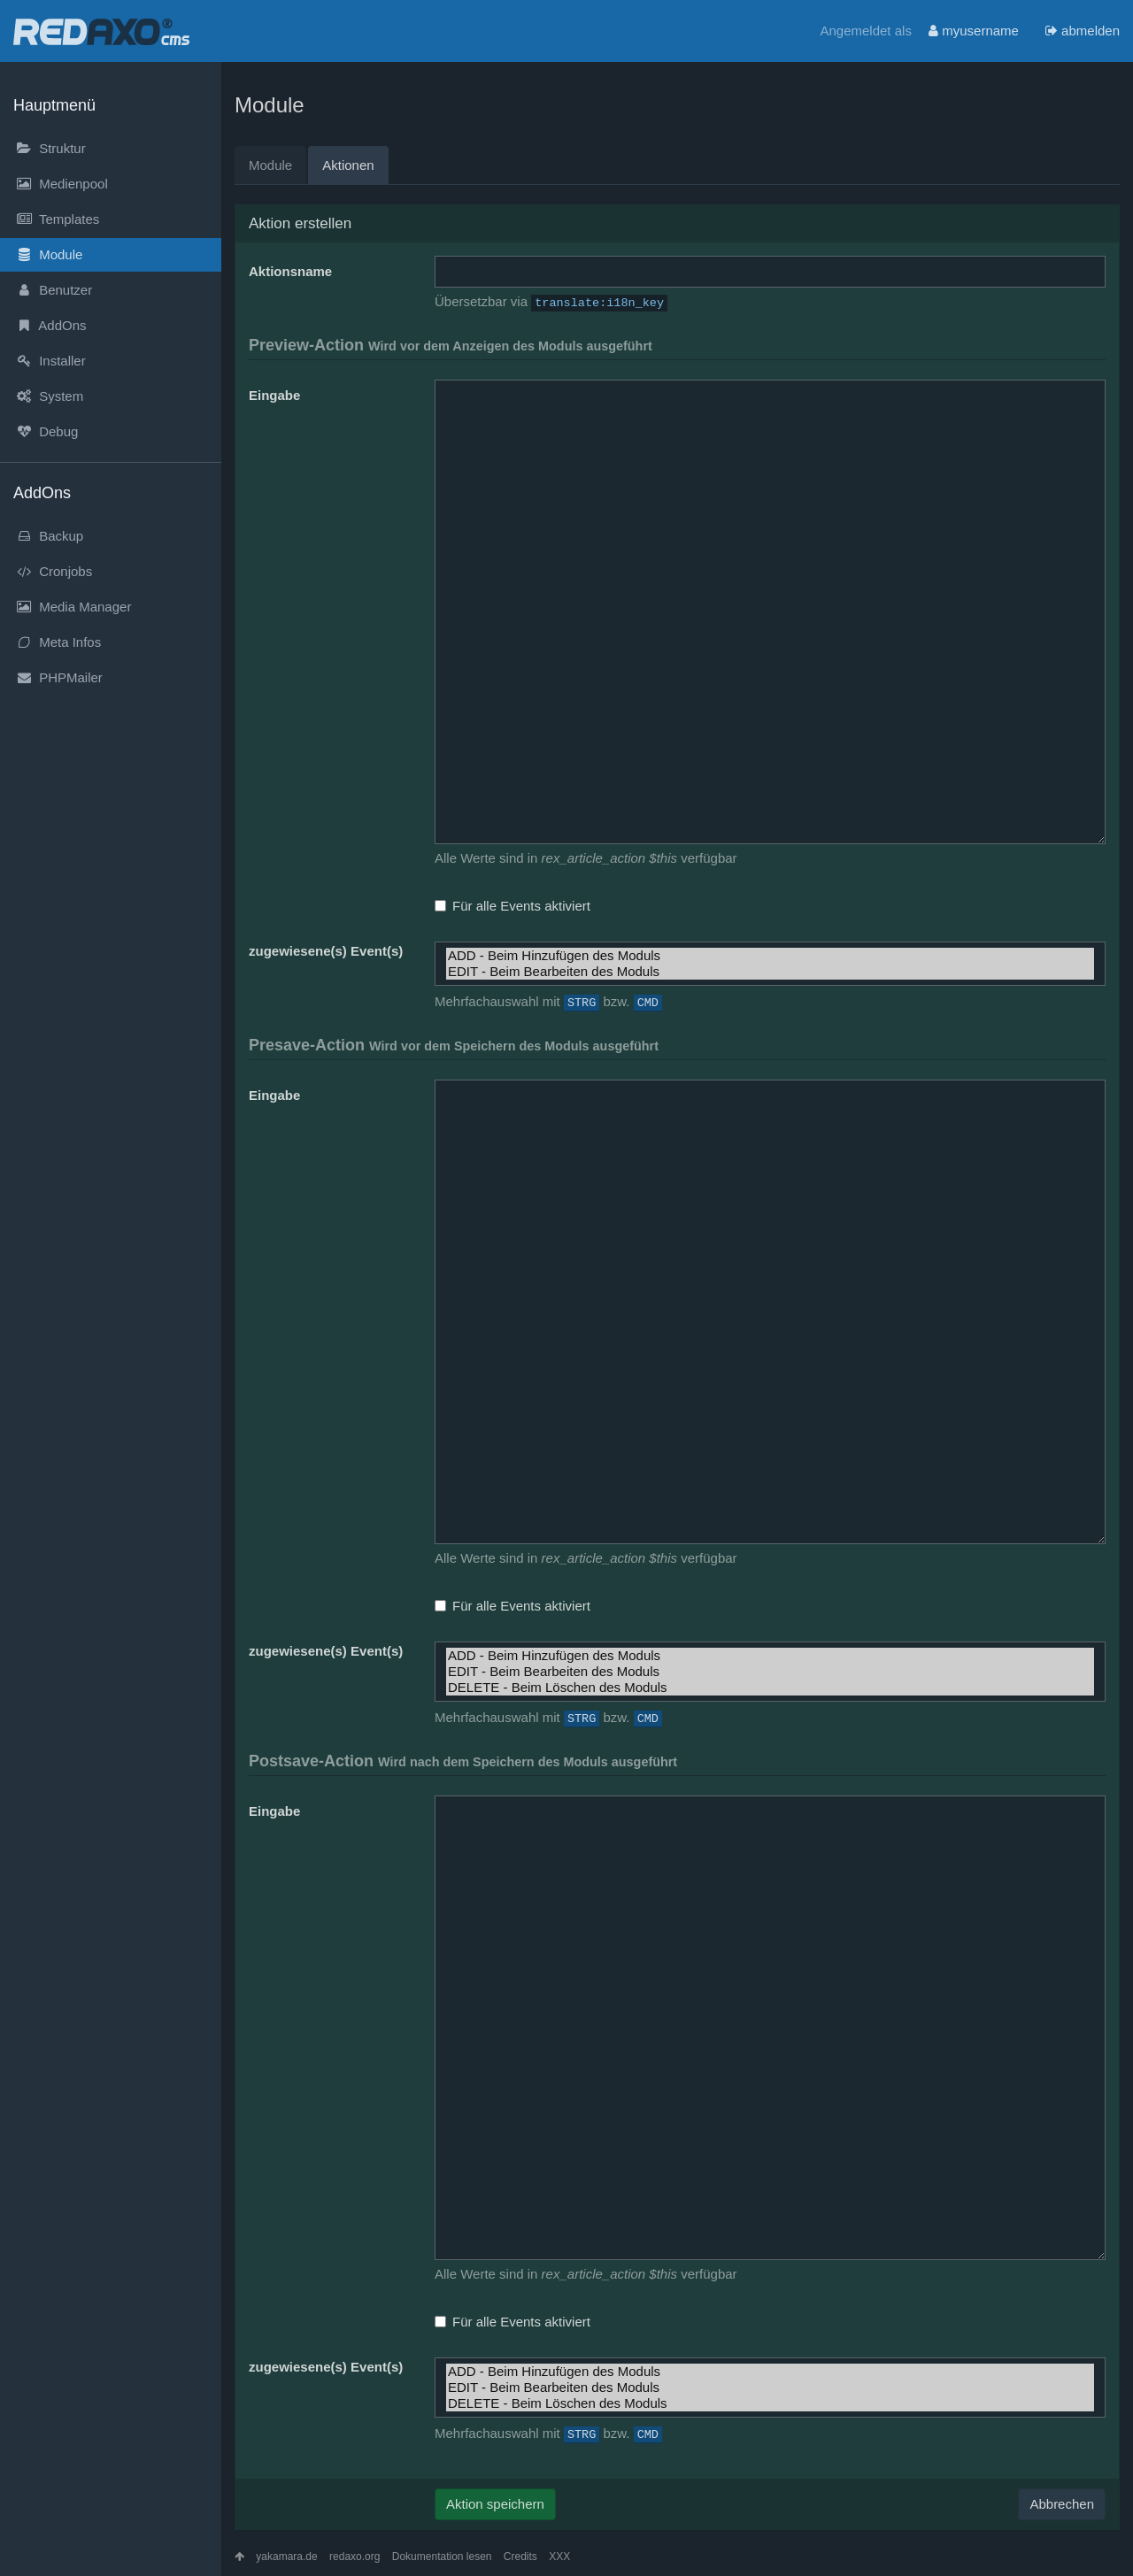 REDAXO® cms
Angemeldet als myusername abmelden
Hauptmenü
Struktur
Medienpool
Templates
Module
Benutzer
AddOns
Installer
System
Debug
AddOns
Backup
Cronjobs
Media Manager
Meta Infos
PHPMailer
Module
Module Aktionen
Aktion erstellen
Aktionsname
Übersetzbar via translate:i18n_key
Preview-Action Wird vor dem Anzeigen des Moduls ausgeführt
Eingabe
Alle Werte sind in rex_article_action $this verfügbar
Für alle Events aktiviert
zugewiesene(s) Event(s)
ADD - Beim Hinzufügen des Moduls
EDIT - Beim Bearbeiten des Moduls
Mehrfachauswahl mit STRG bzw. CMD
Presave-Action Wird vor dem Speichern des Moduls ausgeführt
Eingabe
Alle Werte sind in rex_article_action $this verfügbar
Für alle Events aktiviert
zugewiesene(s) Event(s)
ADD - Beim Hinzufügen des Moduls
EDIT - Beim Bearbeiten des Moduls
DELETE - Beim Löschen des Moduls
Mehrfachauswahl mit STRG bzw. CMD
Postsave-Action Wird nach dem Speichern des Moduls ausgeführt
Eingabe
Alle Werte sind in rex_article_action $this verfügbar
Für alle Events aktiviert
zugewiesene(s) Event(s)
ADD - Beim Hinzufügen des Moduls
EDIT - Beim Bearbeiten des Moduls
DELETE - Beim Löschen des Moduls
Mehrfachauswahl mit STRG bzw. CMD
Aktion speichern Abbrechen
yakamara.de redaxo.org Dokumentation lesen Credits XXX